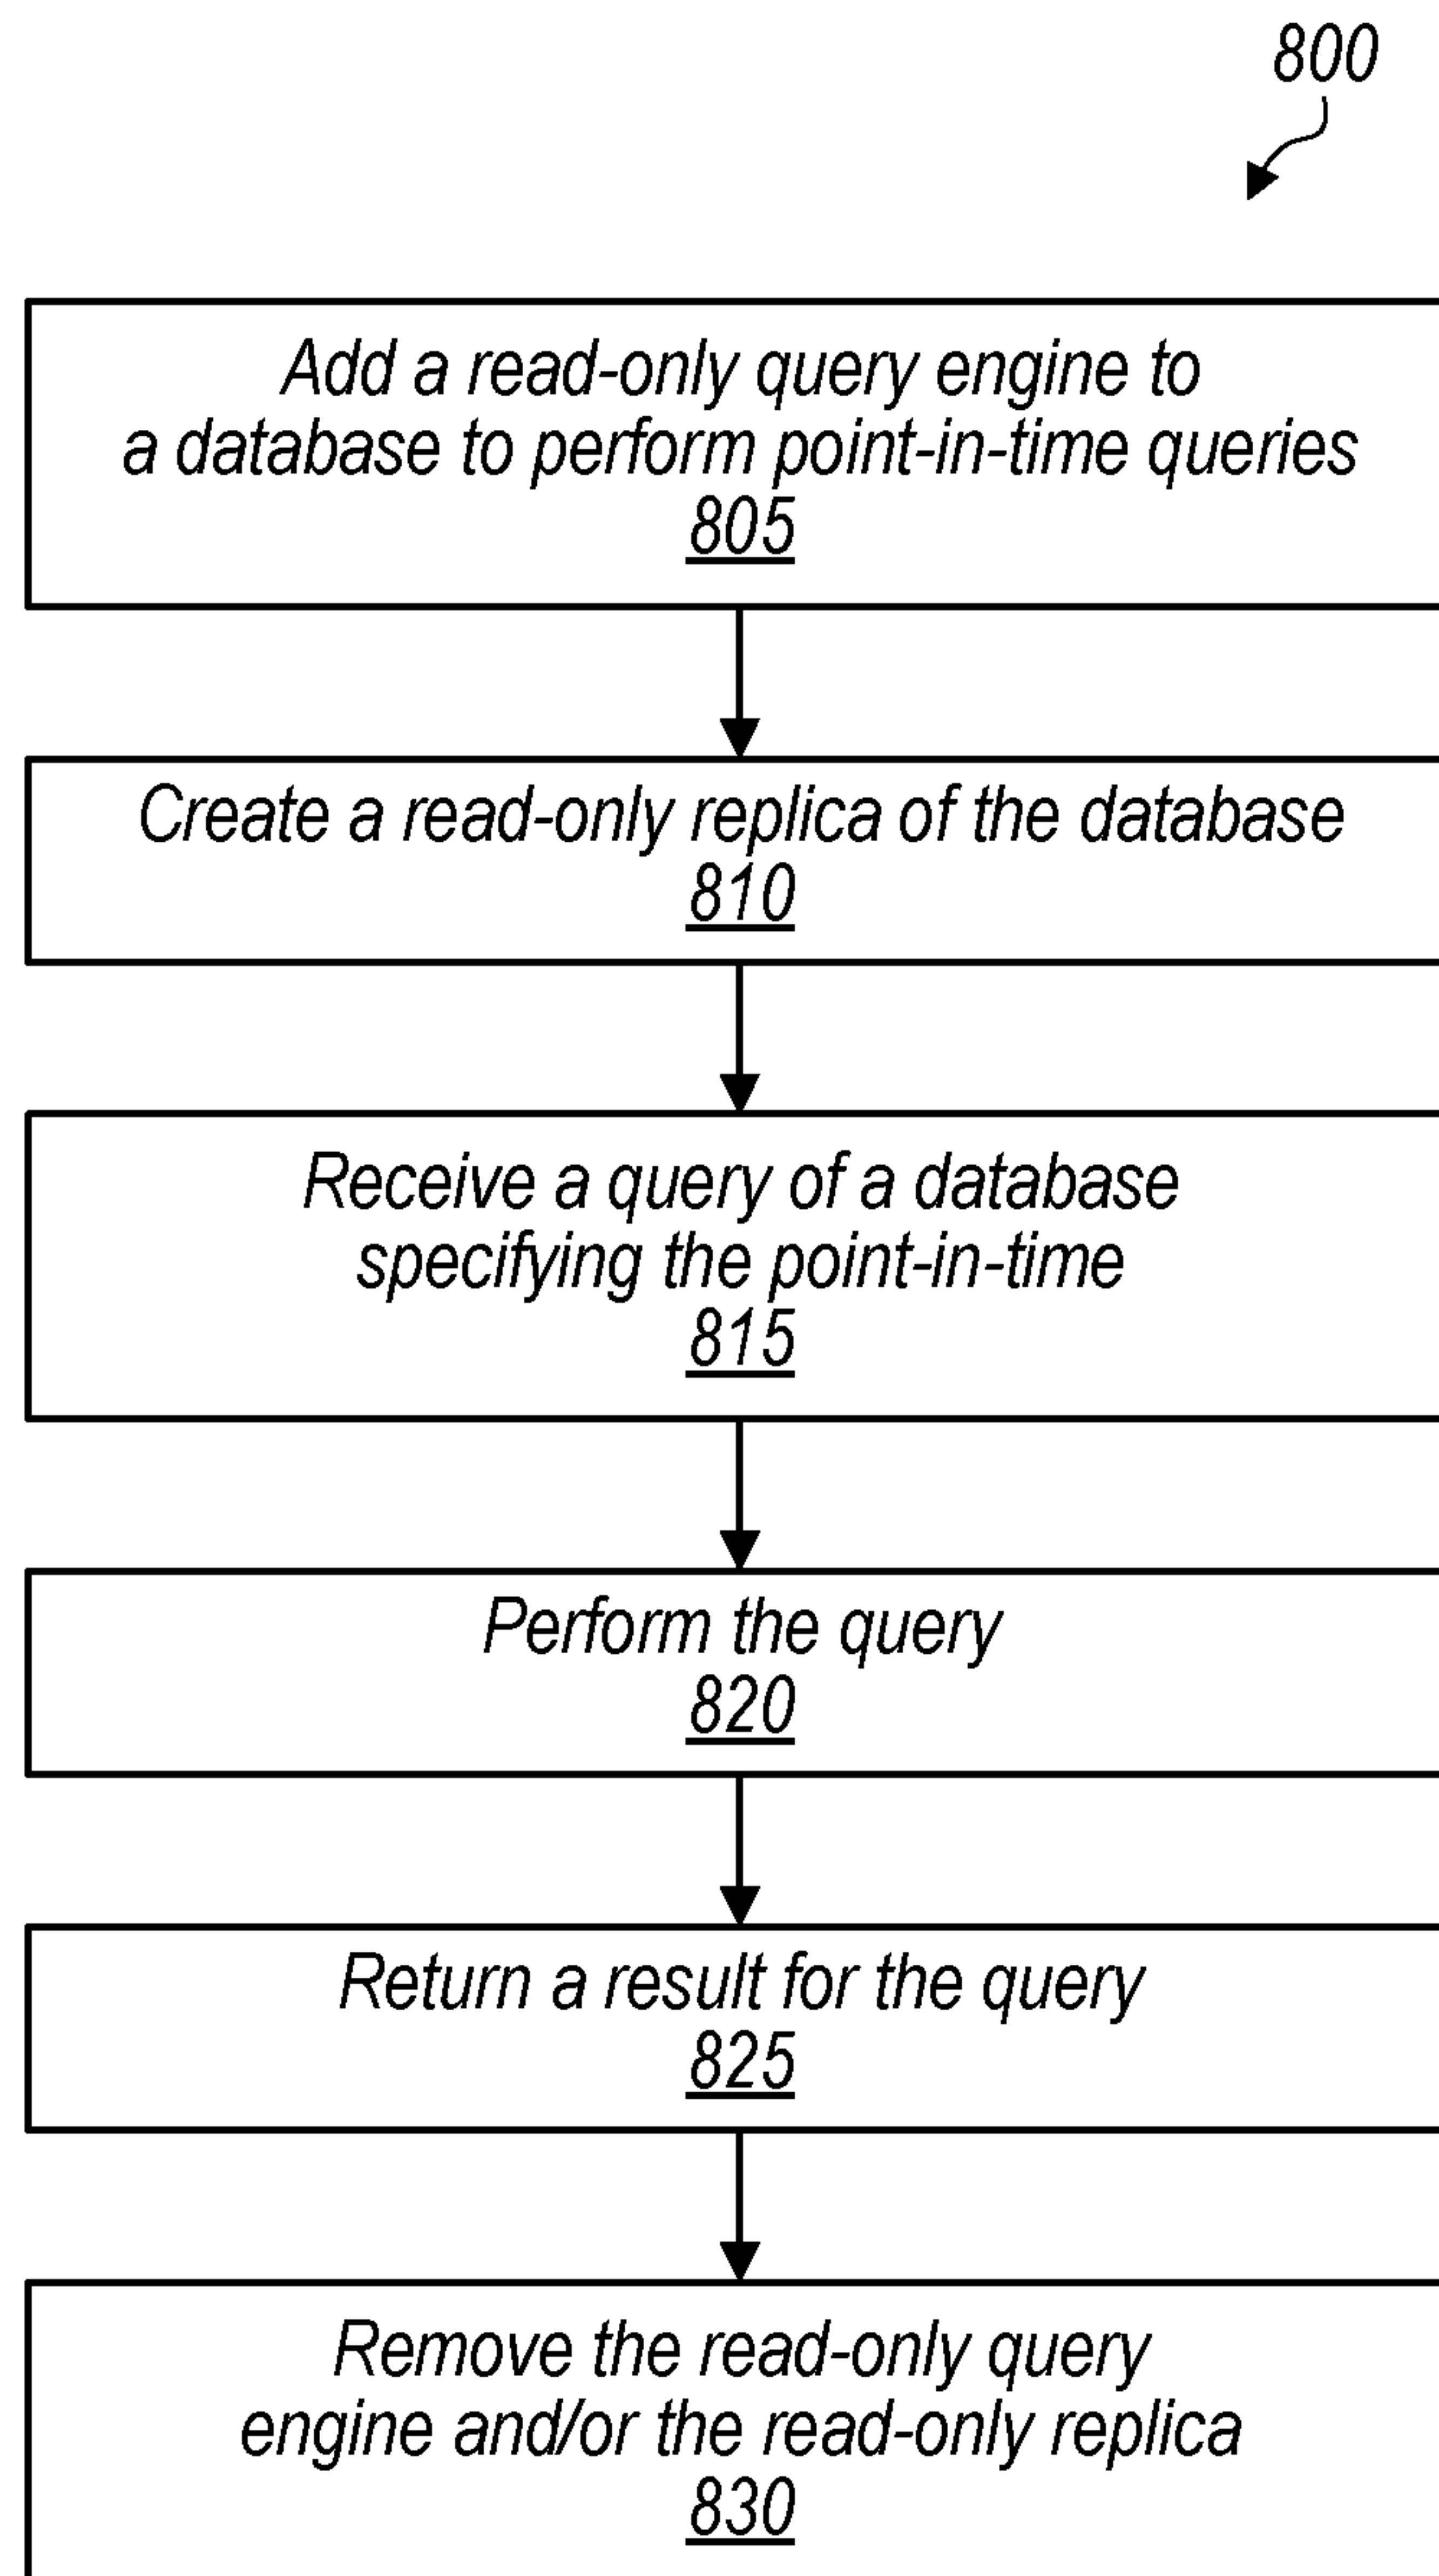 800
Add a read-only query engine to
a database to perform point-in-time queries
805
Create a read-only replica of the database
810
Receive a query of a database
specifying the point-in-time
815
Perform the query
820
Return a result for the query
825
Remove the read-only query
engine and/or the read-only replica
830